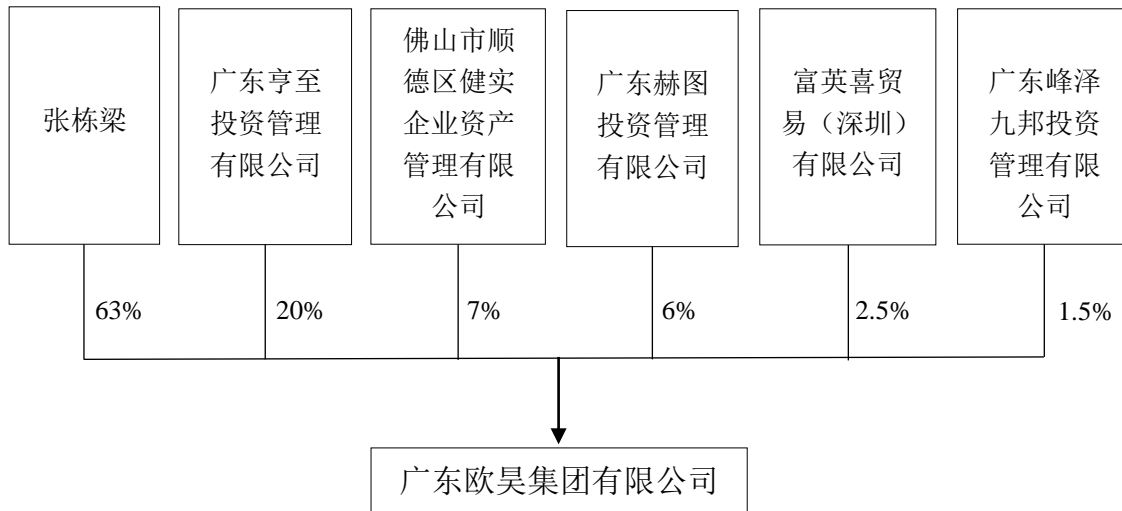 张栋梁
广东亨至
投资管理
有限公司
佛山市顺
德区健实
企业资产
管理有限
公司
广东赫图
投资管理
有限公司
富英喜贸
易（深圳）
有限公司
广东峰泽
九邦投资
管理有限
公司
63%
20%
7%
6%
2.5%
1.5%
广东欧昊集团有限公司